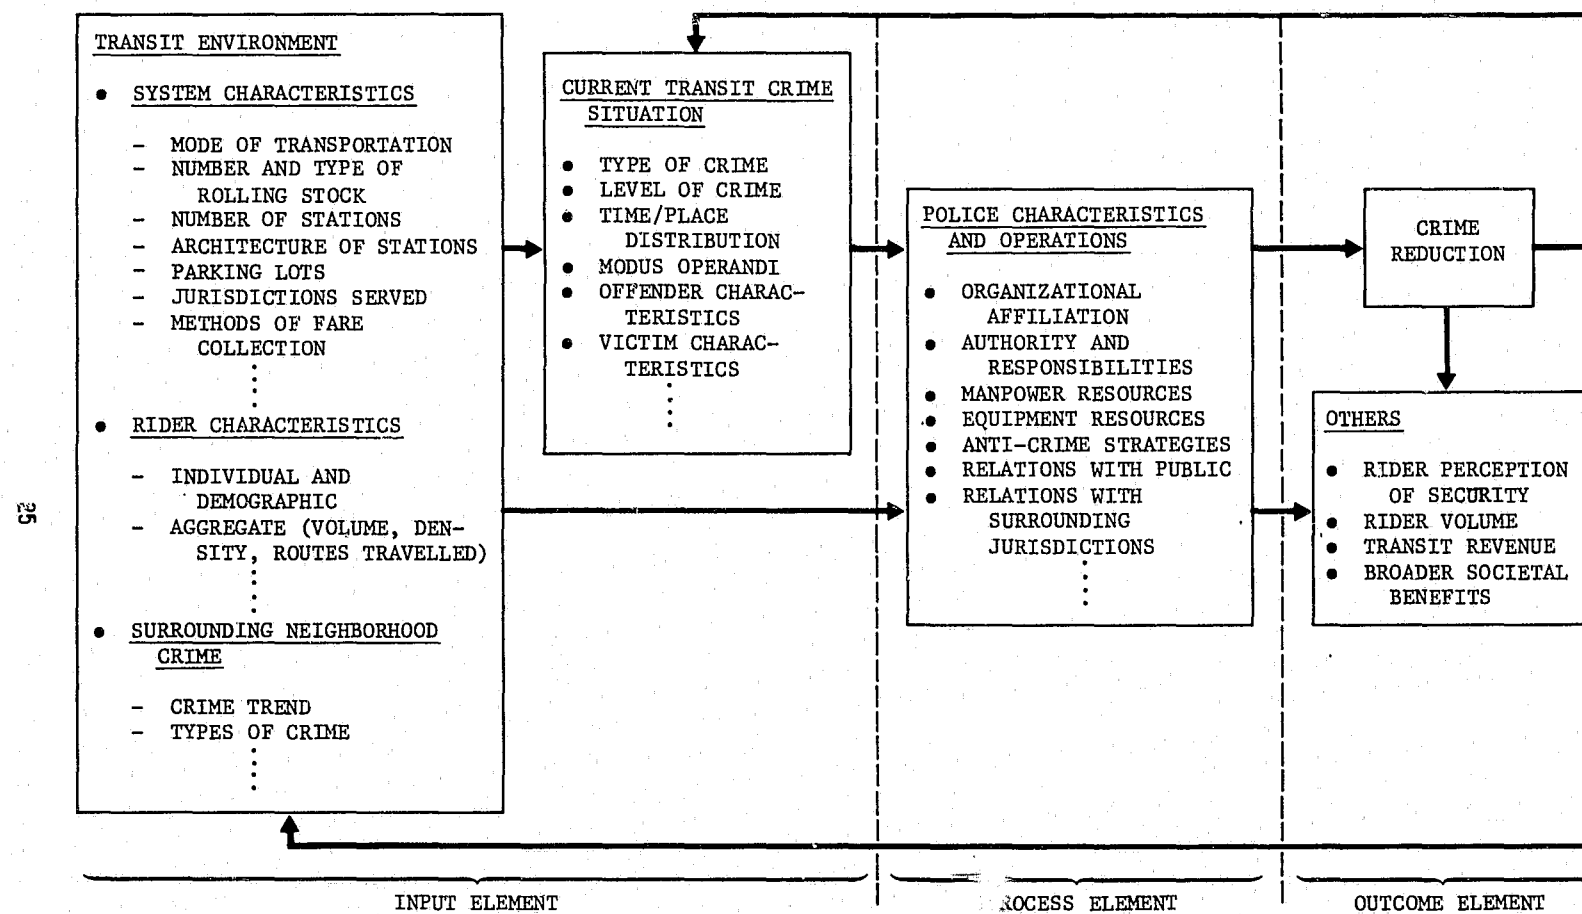 TRANSIT ENVIRONMENT
● SYSTEM CHARACTERISTICS
– MODE OF TRANSPORTATION
– NUMBER AND TYPE OF
ROLLING STOCK
– NUMBER OF STATIONS
– ARCHITECTURE OF STATIONS
– PARKING LOTS
– JURISDICTIONS SERVED
– METHODS OF FARE
COLLECTION
● RIDER CHARACTERISTICS
– INDIVIDUAL AND
DEMOGRAPHIC
– AGGREGATE (VOLUME, DEN-
SITY, ROUTES TRAVELLED)
● SURROUNDING NEIGHBORHOOD
CRIME
– CRIME TREND
– TYPES OF CRIME
CURRENT TRANSIT CRIME
SITUATION
● TYPE OF CRIME
● LEVEL OF CRIME
● TIME/PLACE
DISTRIBUTION
● MODUS OPERANDI
● OFFENDER CHARAC-
TERISTICS
● VICTIM CHARAC-
TERISTICS
POLICE CHARACTERISTICS
AND OPERATIONS
● ORGANIZATIONAL
AFFILIATION
● AUTHORITY AND
RESPONSIBILITIES
● MANPOWER RESOURCES
● EQUIPMENT RESOURCES
● ANTI-CRIME STRATEGIES
● RELATIONS WITH PUBLIC
● RELATIONS WITH
SURROUNDING
JURISDICTIONS
CRIME
REDUCTION
OTHERS
● RIDER PERCEPTION
OF SECURITY
● RIDER VOLUME
● TRANSIT REVENUE
● BROADER SOCIETAL
BENEFITS
INPUT ELEMENT
ROCESS ELEMENT
OUTCOME ELEMENT
25